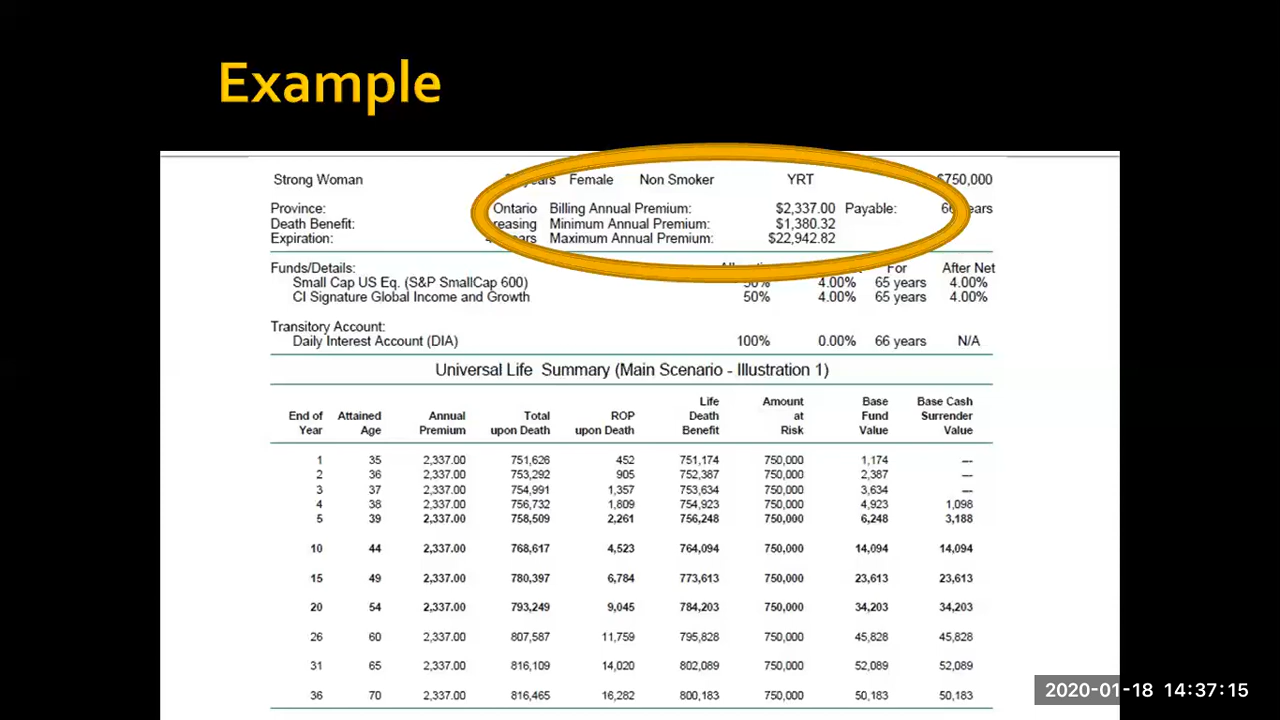 Example
Strong Woman years Female Non Smoker YRT $750,000
Province: Ontario Billing Annual Premium: $2,337.00 Payable: years
Death Benefit: Minimum Annual Premium: $1,380.32
Expiration: Maximum Annual Premium: $22,942.82
Funds/Details: For After Net
Small Cap US Eq. (S&P SmallCap 600) 50% 4.00% 65 years 4.00%
CI Signature Global Income and Growth 50% 4.00% 65 years 4.00%
Transitory Account:
Daily Interest Account (DIA) 100% 0.00% 66 years N/A
Universal Life Summary (Main Scenario - Illustration 1)
Life Amount Base Base Cash
End of Attained Annual Total ROP Death at Fund Surrender
Year Age Premium upon Death upon Death Benefit Risk Value Value
1 35 2,337.00 751,626 452 751,174 750,000 1,174 ---
2 36 2,337.00 753,292 905 752,387 750,000 2,387 ---
3 37 2,337.00 754,991 1,357 753,634 750,000 3,634 ---
4 38 2,337.00 756,732 1,809 754,923 750,000 4,923 1,098
5 39 2,337.00 758,509 2,261 756,248 750,000 6,248 3,188
10 44 2,337.00 768,617 4,523 764,094 750,000 14,094 14,094
15 49 2,337.00 780,397 6,784 773,613 750,000 23,613 23,613
20 54 2,337.00 793,249 9,045 784,203 750,000 34,203 34,203
26 60 2,337.00 807,587 11,759 795,828 750,000 45,828 45,828
31 65 2,337.00 816,109 14,020 802,089 750,000 52,089 52,089
36 70 2,337.00 816,465 16,282 800,183 750,000 50,183 50,183
2020-01-18 14:37:15